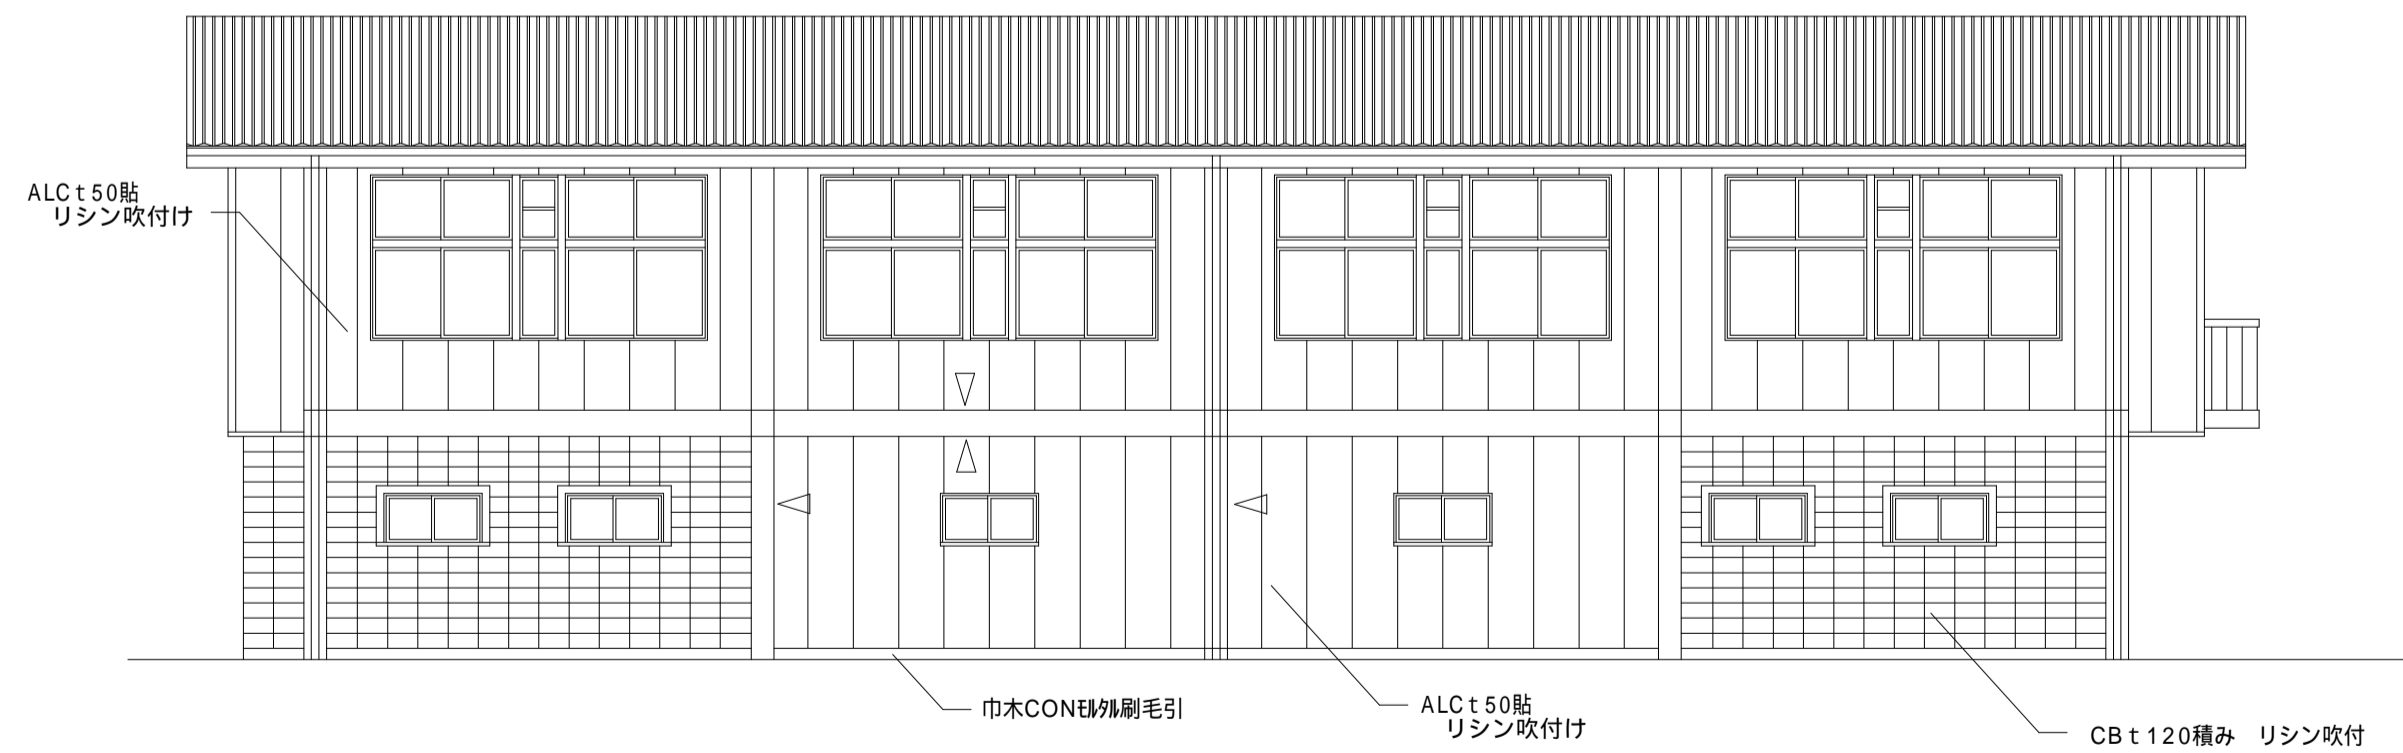 ALCt50貼
リシン吹付け
巾木CONﾓﾙﾀﾙ刷毛引
ALCt50貼
リシン吹付け
CBt120積み　リシン吹付